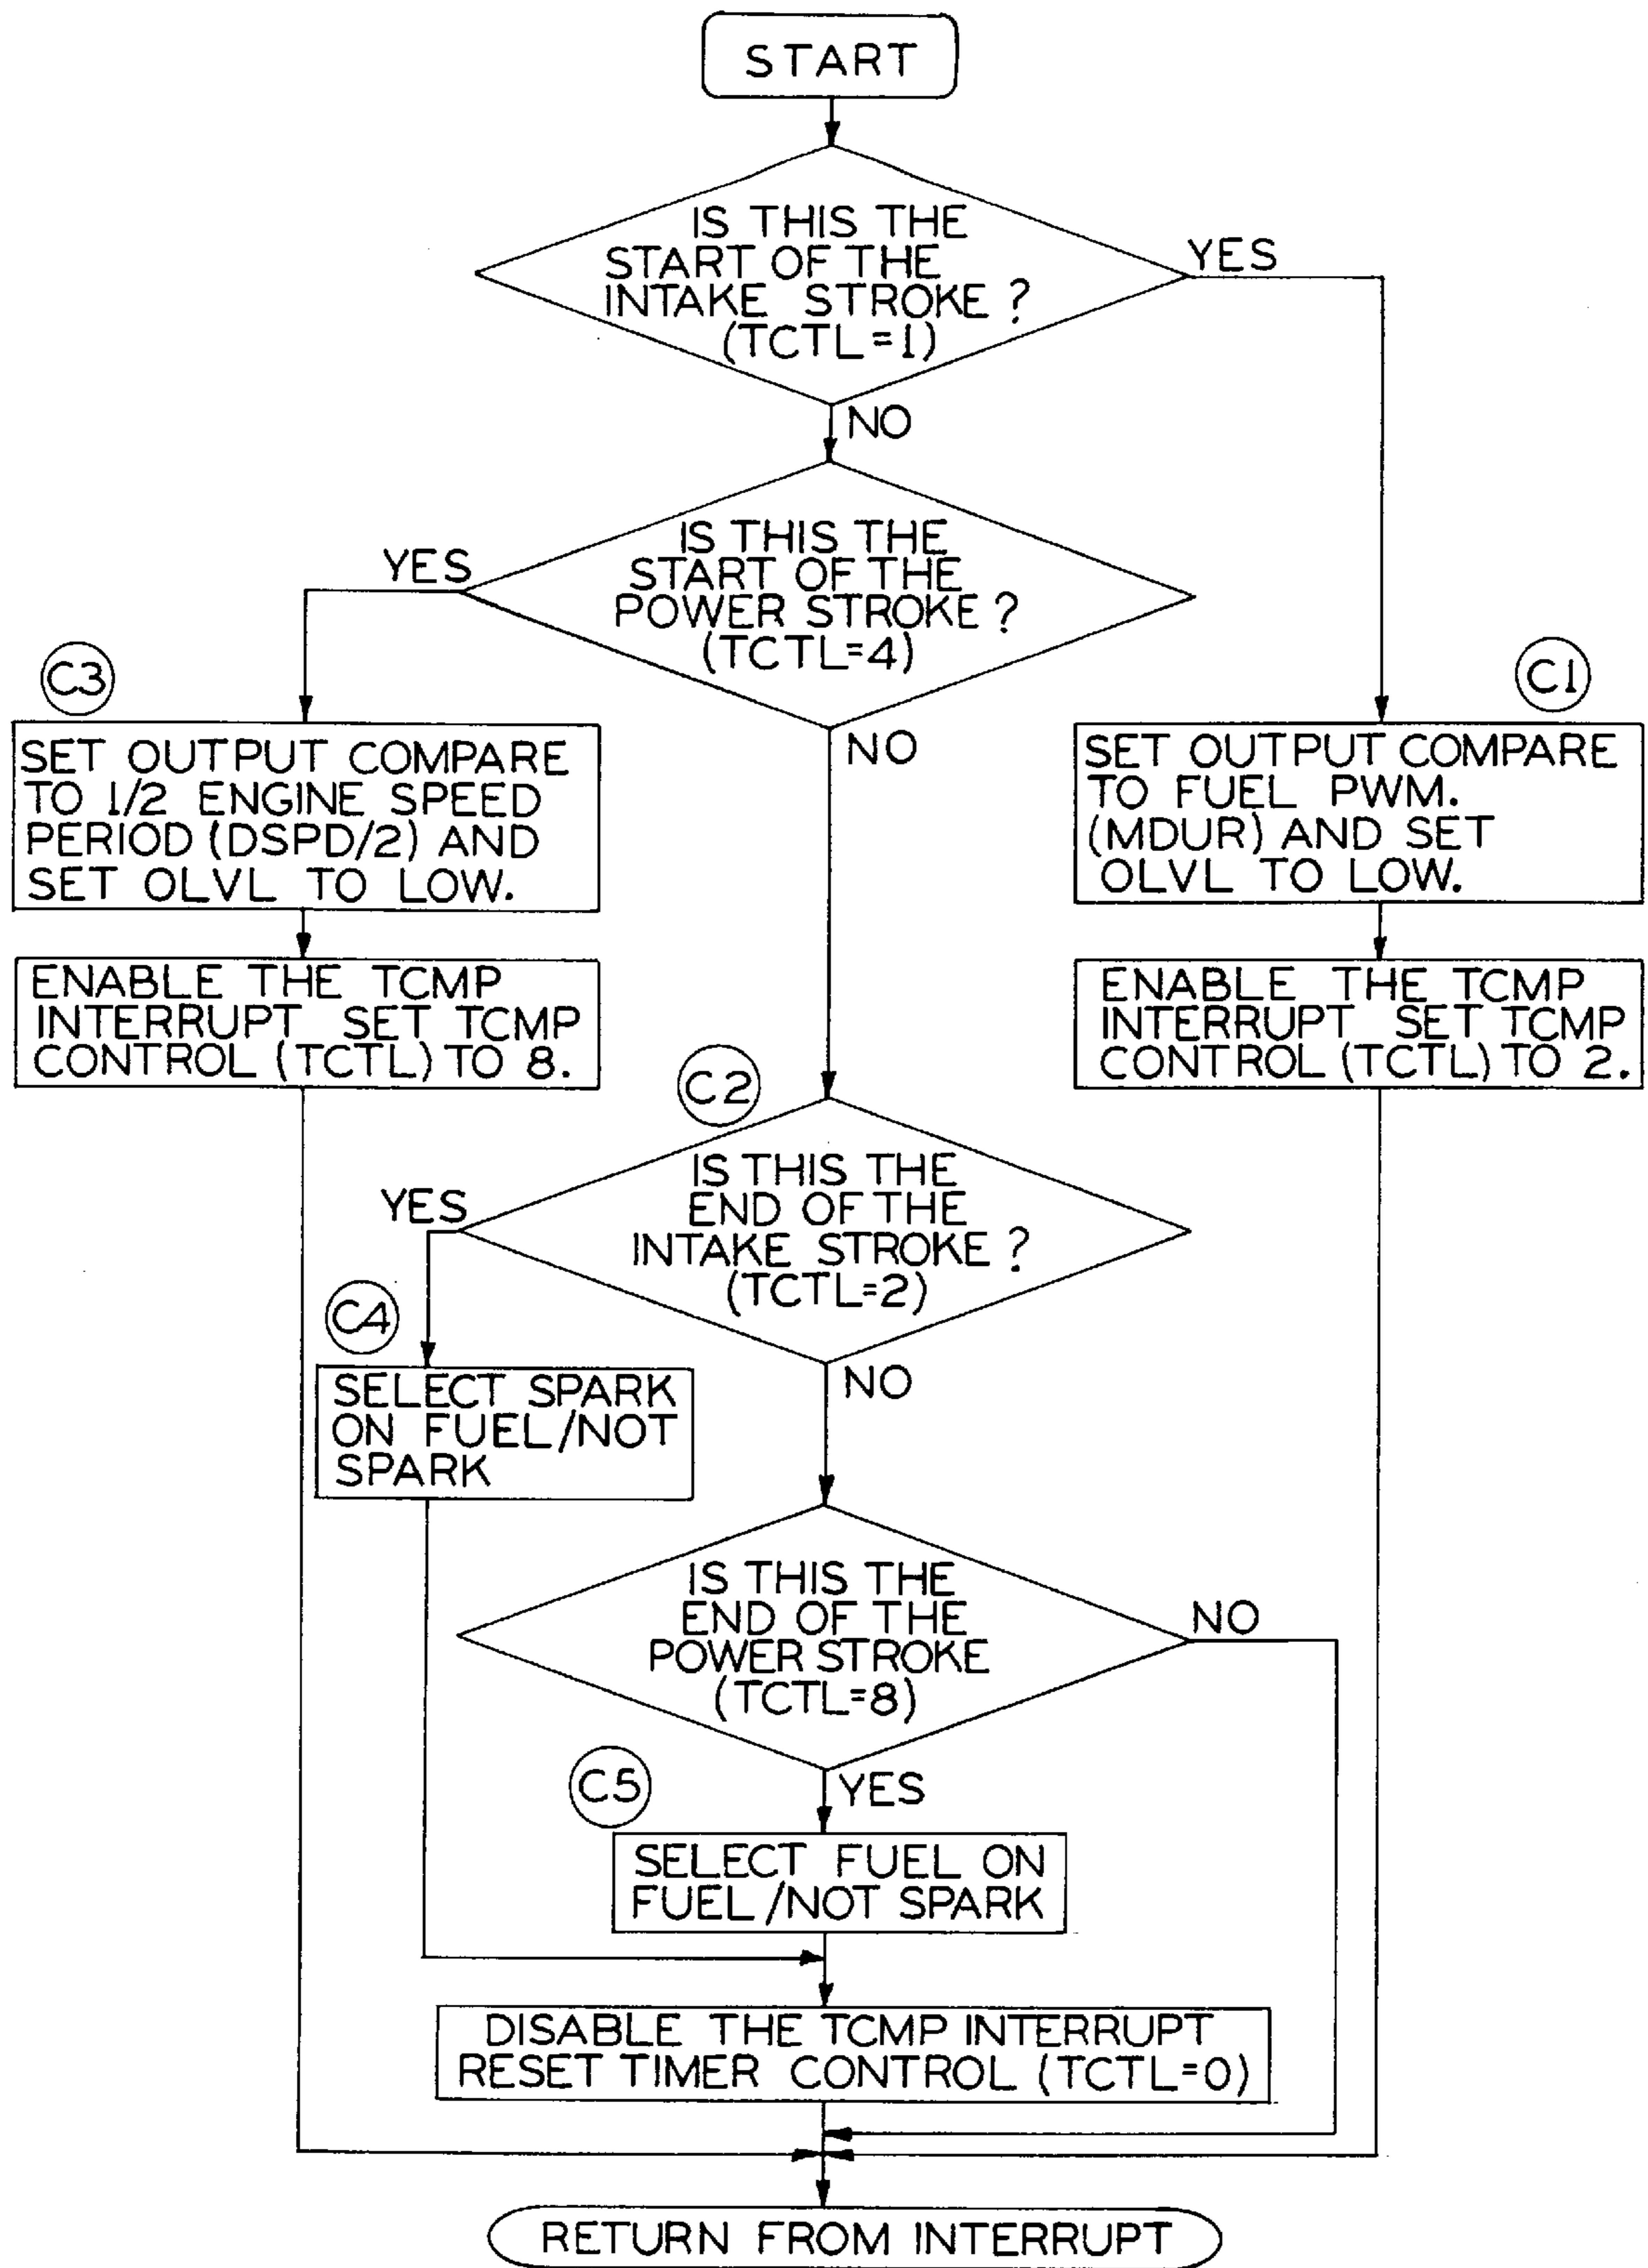 START
IS THIS THE
START OF THE
INTAKE STROKE ?
(TCTL=1)
YES
NO
IS THIS THE
START OF THE
POWER STROKE ?
(TCTL=4)
YES
NO
C3
SET OUTPUT COMPARE
TO 1/2 ENGINE SPEED
PERIOD (DSPD/2) AND
SET OLVL TO LOW.
ENABLE THE TCMP
INTERRUPT SET TCMP
CONTROL (TCTL) TO 8.
C1
SET OUTPUT COMPARE
TO FUEL PWM.
(MDUR) AND SET
OLVL TO LOW.
ENABLE THE TCMP
INTERRUPT SET TCMP
CONTROL (TCTL) TO 2.
C2
IS THIS THE
END OF THE
INTAKE STROKE ?
(TCTL=2)
YES
NO
C4
SELECT SPARK
ON FUEL/NOT
SPARK
IS THIS THE
END OF THE
POWER STROKE
(TCTL=8)
NO
YES
C5
SELECT FUEL ON
FUEL/NOT SPARK
DISABLE THE TCMP INTERRUPT
RESET TIMER CONTROL (TCTL=0)
RETURN FROM INTERRUPT